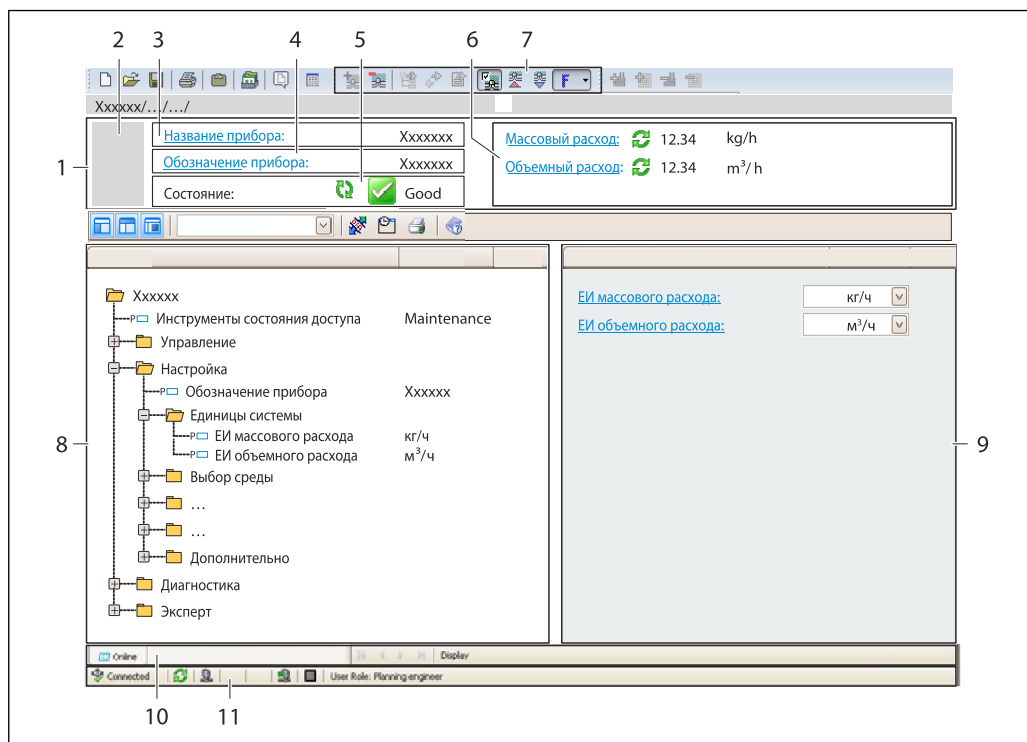 2 3 4 5 6 7
F
Xxxxxx/.../.../
1
Название прибора: Xxxxxxx
Обозначение прибора: Xxxxxxx
Состояние: Good
Массовый расход: 12.34 kg/h
Объемный расход: 12.34 m³/h
Xxxxxx
P Инструменты состояния доступа Maintenance
Управление
Настройка
P Обозначение прибора Xxxxxx
Единицы системы
P ЕИ массового расхода кг/ч
P ЕИ объемного расхода м³/ч
Выбор среды
...
...
Дополнительно
Диагностика
Эксперт
8
ЕИ массового расхода: кг/ч
ЕИ объемного расхода: м³/ч
9
Online Display
Connected User Role: Planning engineer
10 11